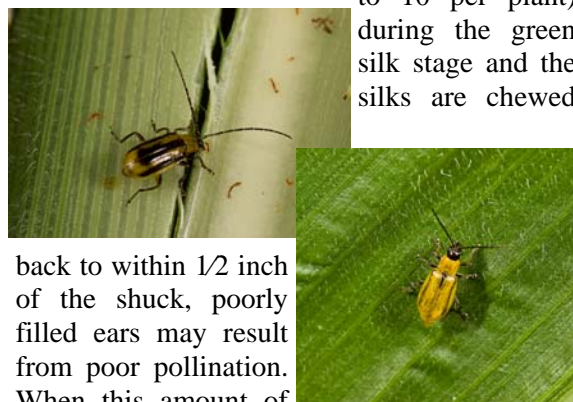 to 10 per plant)
during the green
silk stage and the
silks are chewed
back to within 1⁄2 inch
of the shuck, poorly
filled ears may result
from poor pollination.
When this amount of